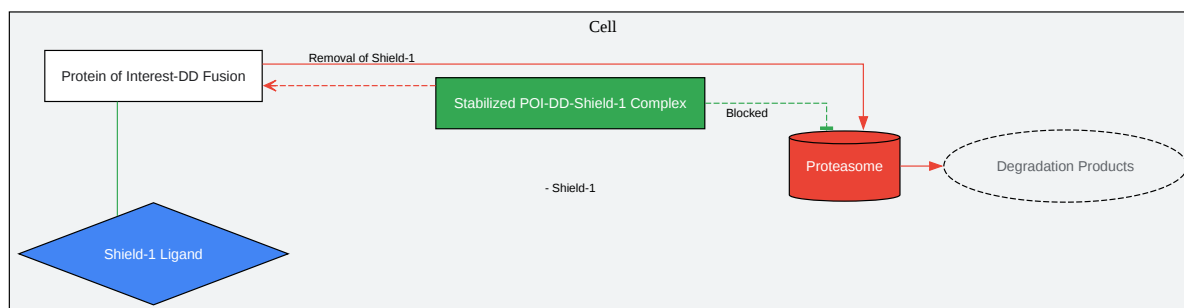 Cell
Removal of Shield-1
Protein of Interest-DD Fusion
Stabilized POI-DD-Shield-1 Complex
Blocked
Proteasome
Degradation Products
- Shield-1
Shield-1 Ligand